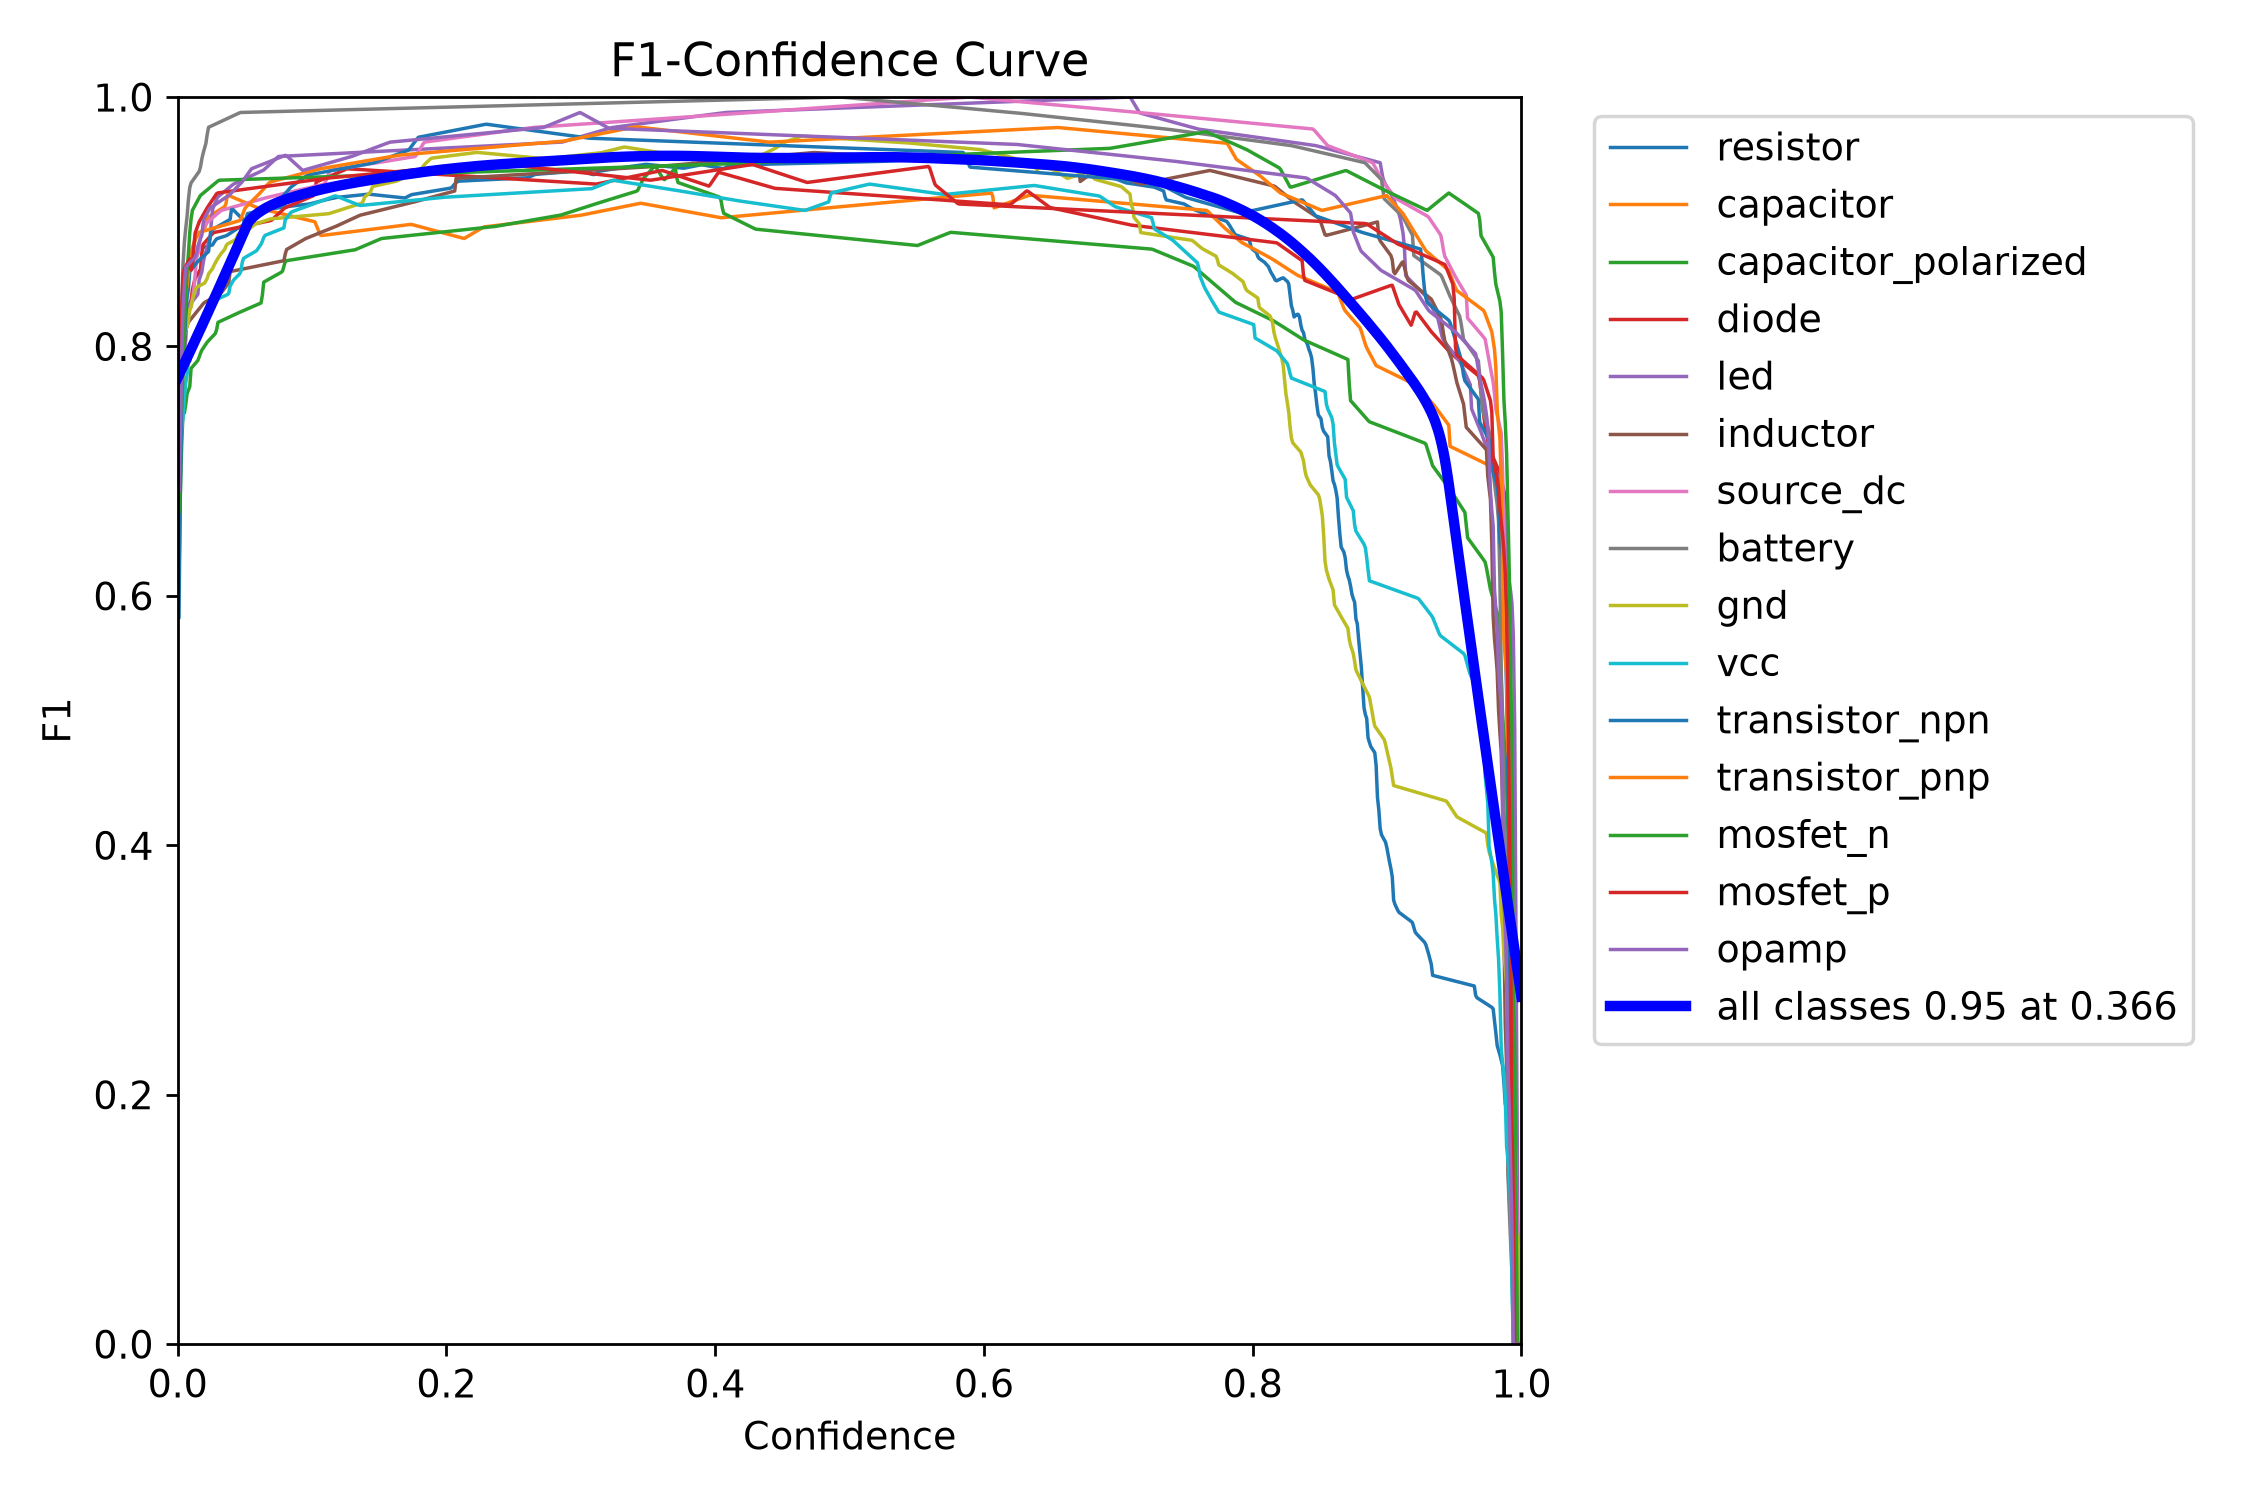 F1-Confidence Curve
1.0
0.8
0.6
0.4
0.2
0.0
F1
0.0 0.2 0.4 0.6 0.8 1.0
Confidence
resistor
capacitor
capacitor_polarized
diode
led
inductor
source_dc
battery
gnd
vcc
transistor_npn
transistor_pnp
mosfet_n
mosfet_p
opamp
all classes 0.95 at 0.366